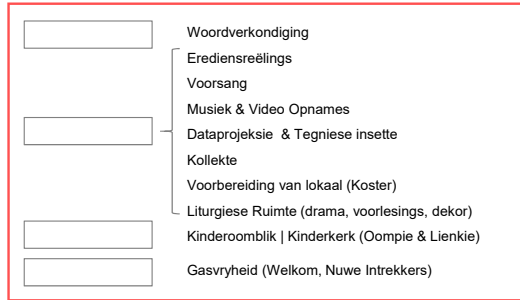 Woordverkondiging
Erediensreëlings
Voorsang
Musiek & Video Opnames
Dataprojeksie & Tegniese insette
Kollekte
Voorbereiding van lokaal (Koster)
Liturgiese Ruimte (drama, voorlesings, dekor)
Kinderoomblik | Kinderkerk (Oompie & Lienkie)
Gasvryheid (Welkom, Nuwe Intrekkers)